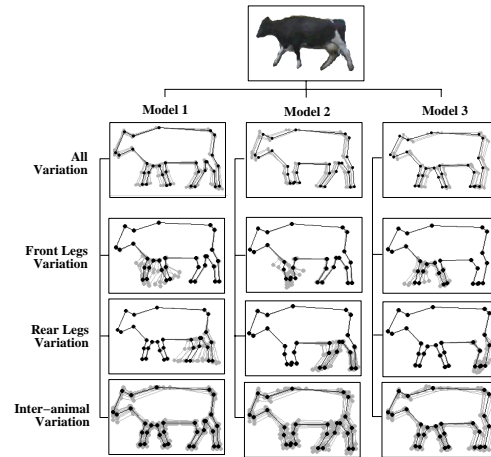 Model 1 Model 2 Model 3
All
Variation
Front Legs
Variation
Rear Legs
Variation
Inter-animal
Variation